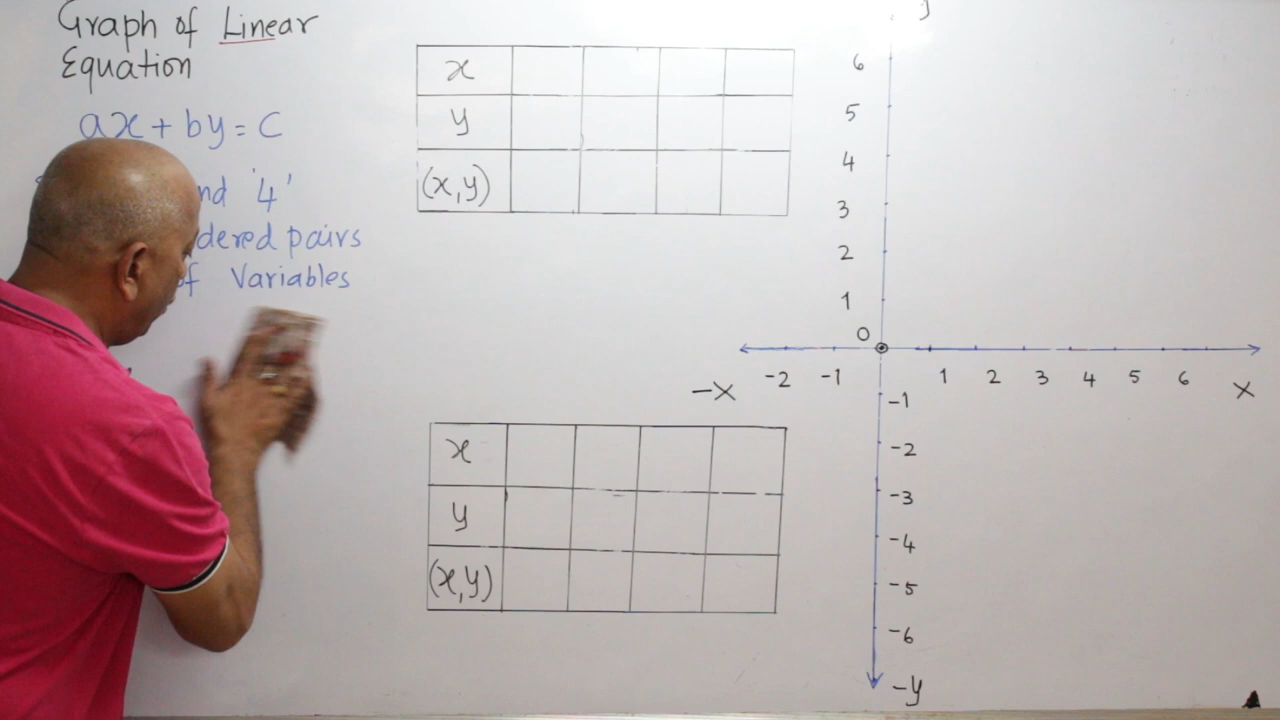 Graph of Linear
Equation
ax + by = C
nd '4'
dered pairs
of Variables
x
y
(x,y)
x
y
(x,y)
6
5
4
3
2
1
0
-2 -1 1 2 3 4 5 6
-X X
-1
-2
-3
-4
-5
-6
-y